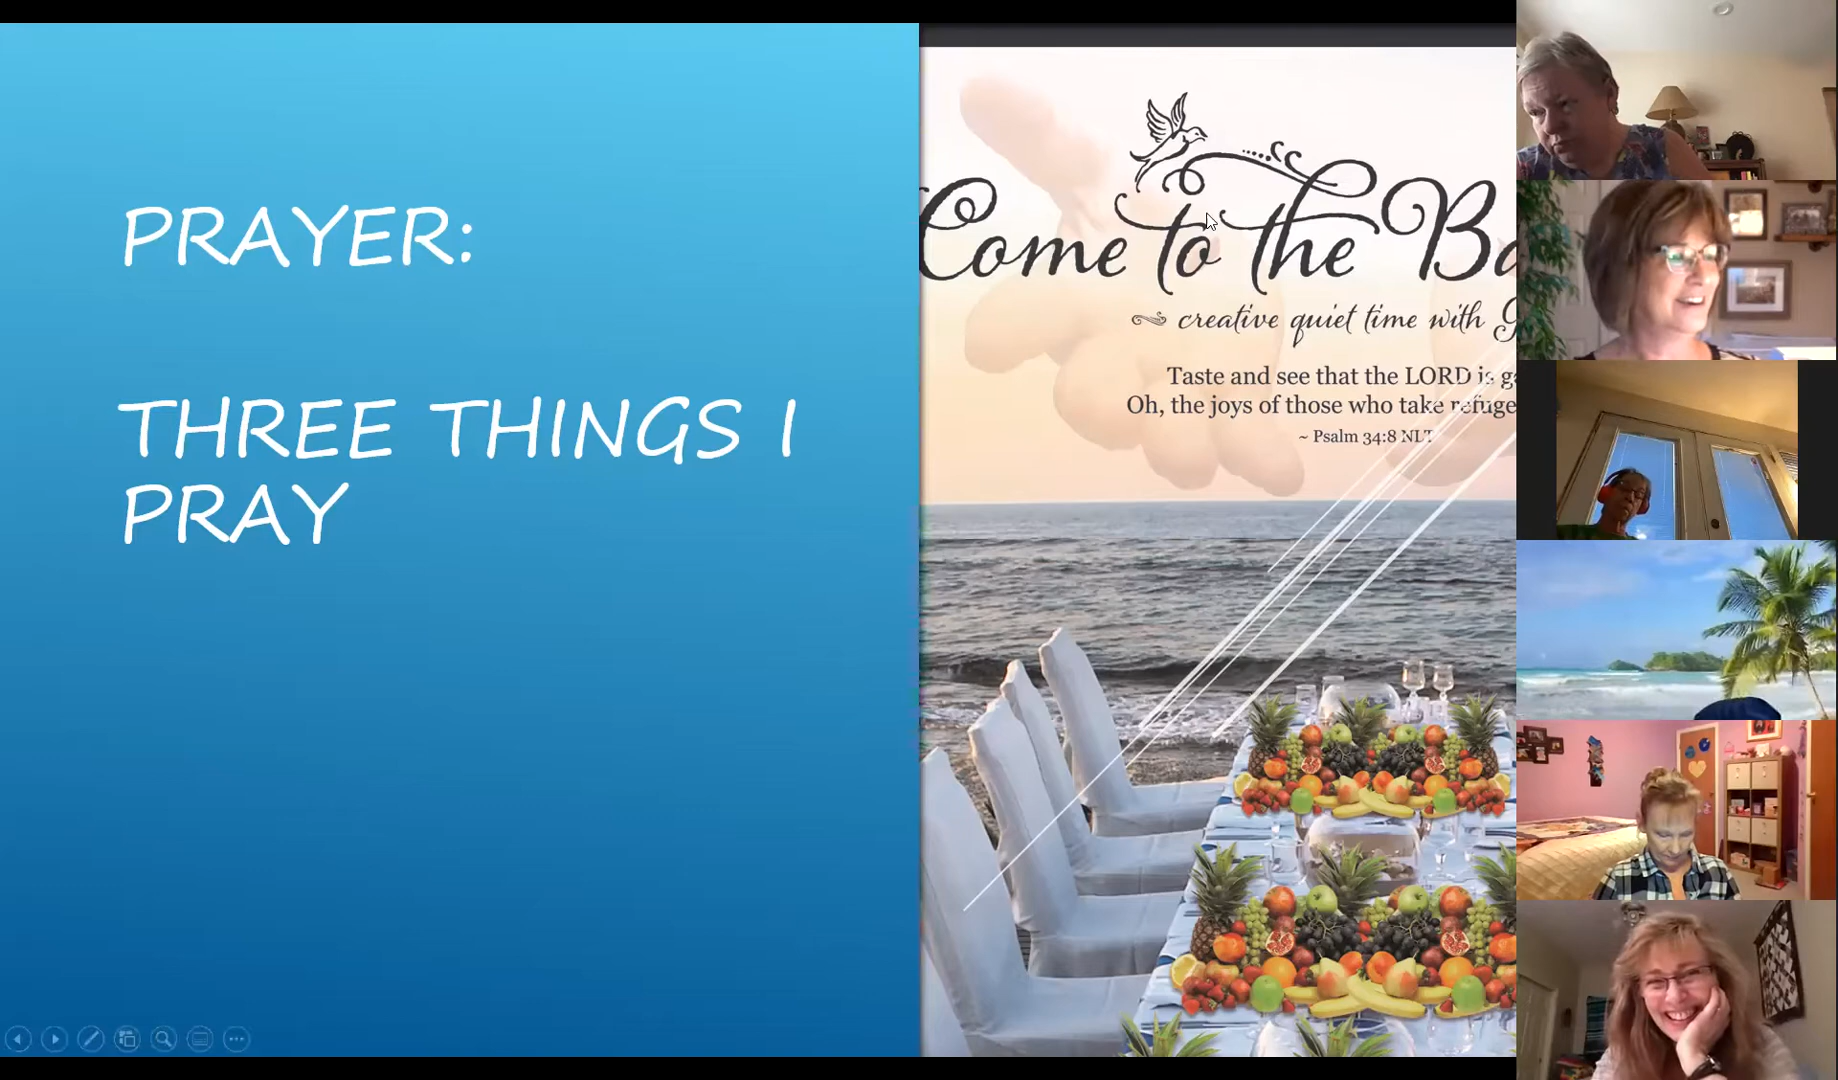 PRAYER:
THREE THINGS I
PRAY
Come to the
creative quiet time with
Taste and see that the LORD is
Oh, the joys of those who take refuge
~ Psalm 34:8 NLT